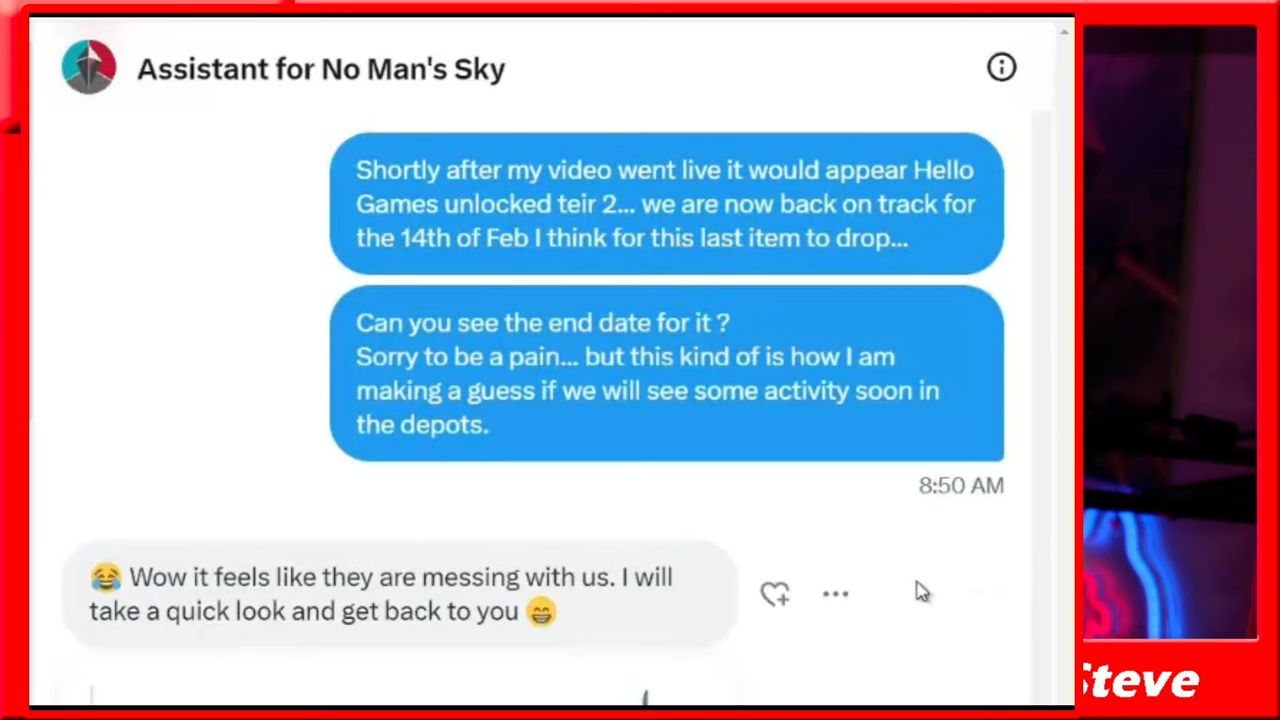 Assistant for No Man's Sky
Shortly after my video went live it would appear Hello
Games unlocked teir 2... we are now back on track for
the 14th of Feb I think for this last item to drop...
Can you see the end date for it ?
Sorry to be a pain... but this kind of is how I am
making a guess if we will see some activity soon in
the depots.
8:50 AM
😂 Wow it feels like they are messing with us. I will
take a quick look and get back to you 😁
Steve